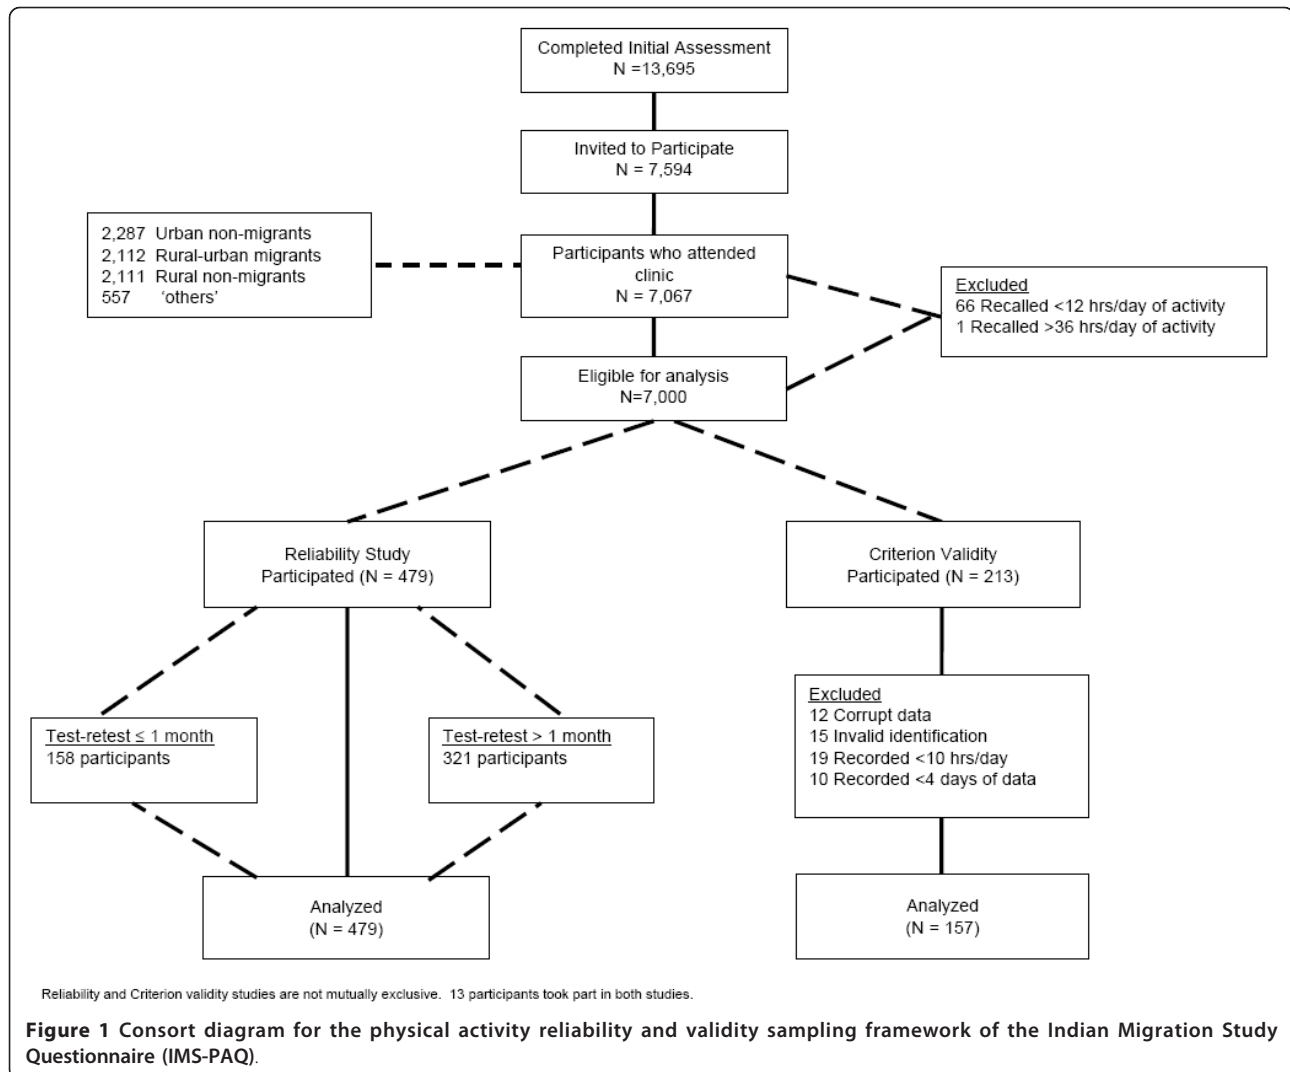 Completed Initial Assessment
N =13,695
Invited to Participate
N = 7,594
2,287 Urban non-migrants
2,112 Rural-urban migrants
2,111 Rural non-migrants
557 'others'
Participants who attended
clinic
N = 7,067
Excluded
66 Recalled <12 hrs/day of activity
1 Recalled >36 hrs/day of activity
Eligible for analysis
N=7,000
Reliability Study
Participated (N = 479)
Criterion Validity
Participated (N = 213)
Test-retest ≤ 1 month
158 participants
Test-retest > 1 month
321 participants
Excluded
12 Corrupt data
15 Invalid identification
19 Recorded <10 hrs/day
10 Recorded <4 days of data
Analyzed
(N = 479)
Analyzed
(N = 157)
Reliability and Criterion validity studies are not mutually exclusive. 13 participants took part in both studies.
Figure 1 Consort diagram for the physical activity reliability and validity sampling framework of the Indian Migration Study
Questionnaire (IMS-PAQ).